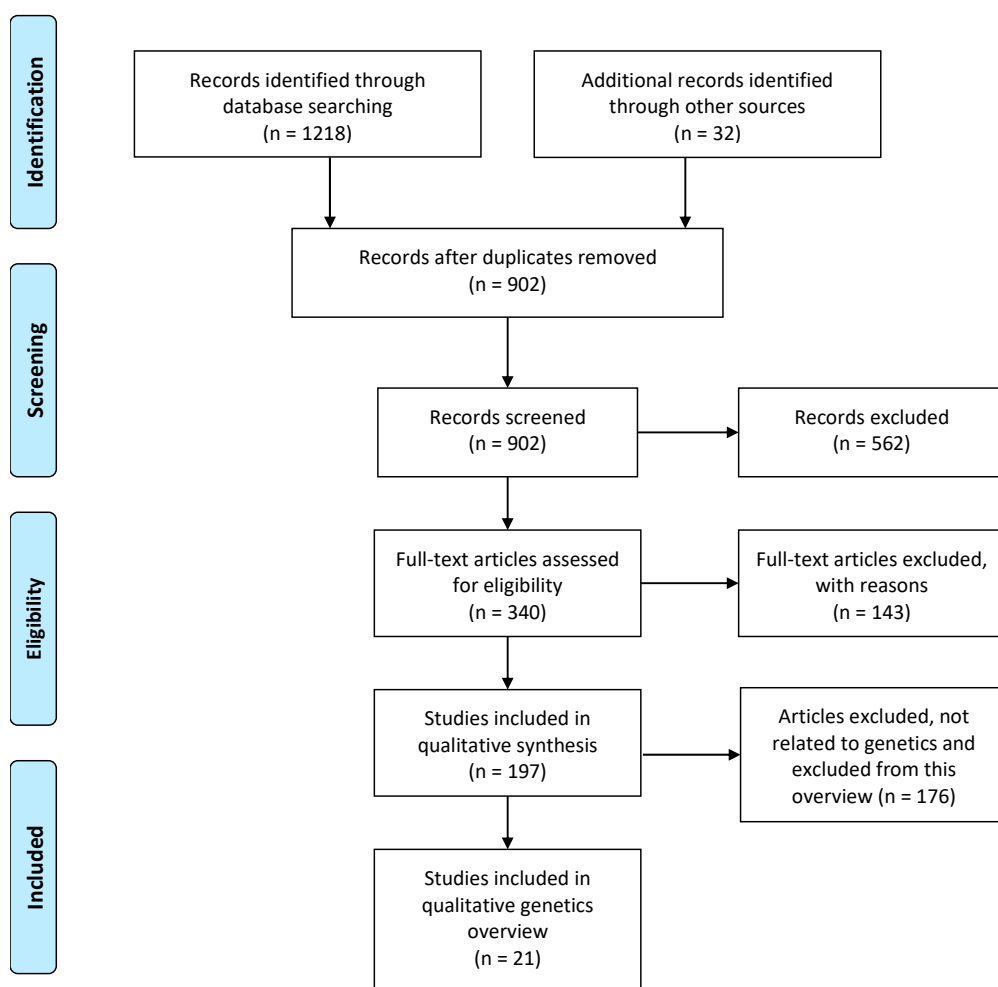 Identification
Records identified through
database searching
(n = 1218)
Additional records identified
through other sources
(n = 32)
Records after duplicates removed
(n = 902)
Screening
Records screened
(n = 902)
Records excluded
(n = 562)
Eligibility
Full-text articles assessed
for eligibility
(n = 340)
Full-text articles excluded,
with reasons
(n = 143)
Studies included in
qualitative synthesis
(n = 197)
Articles excluded, not
related to genetics and
excluded from this
overview (n = 176)
Included
Studies included in
qualitative genetics
overview
(n = 21)